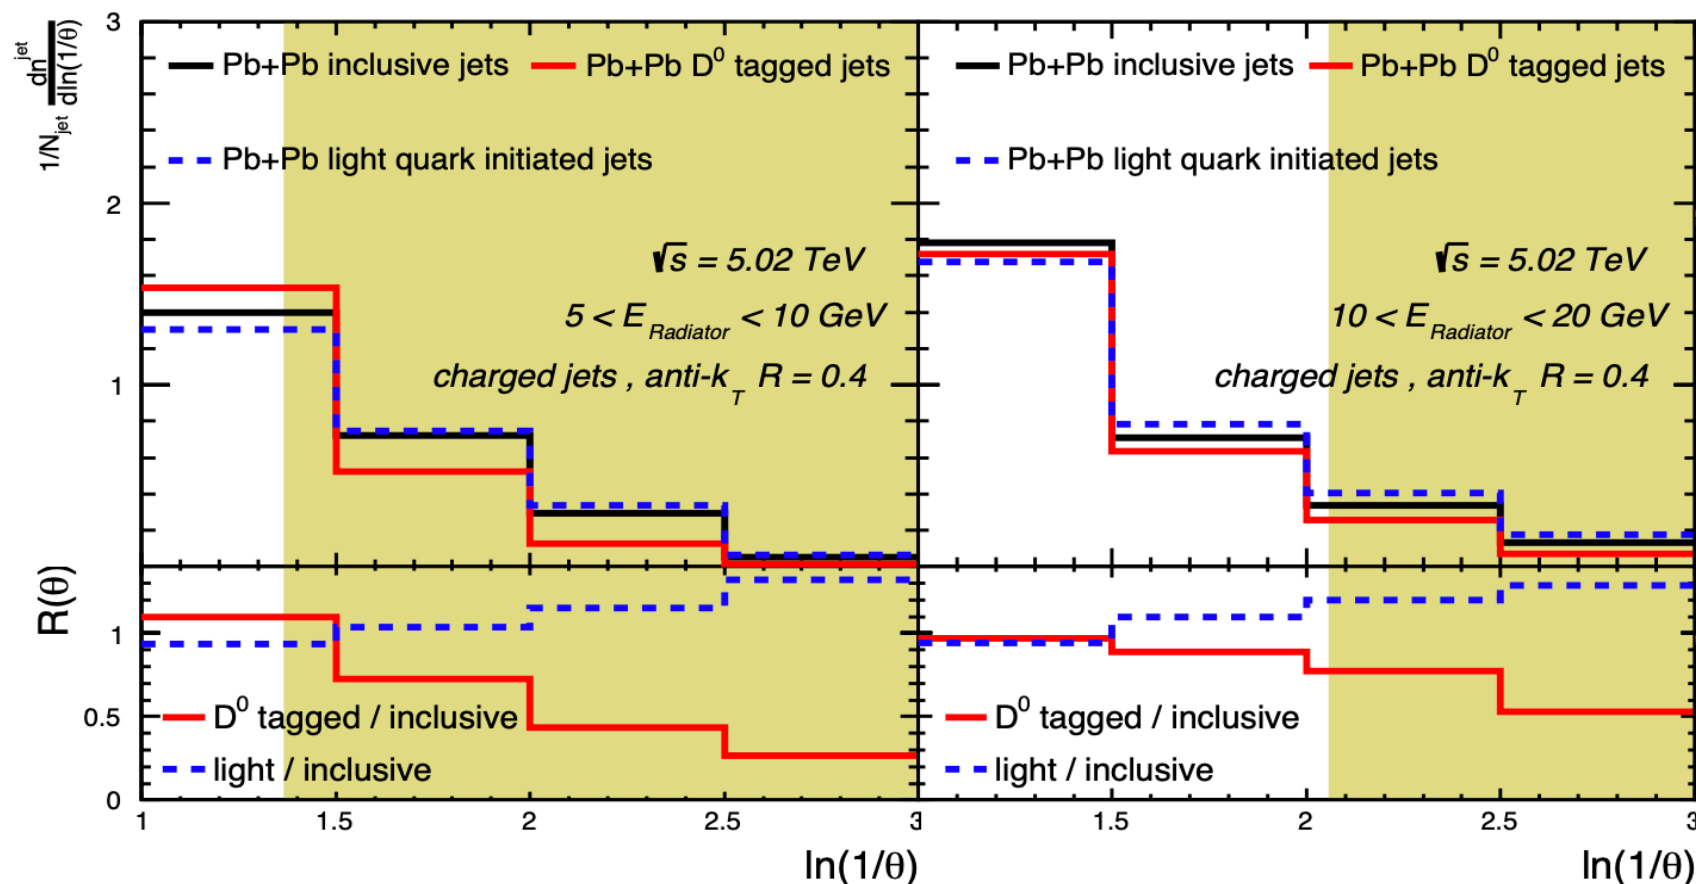 1/N_jet dn^jet / dln(1/θ)
3
2
1
Pb+Pb inclusive jets
Pb+Pb D^0 tagged jets
Pb+Pb light quark initiated jets
√s = 5.02 TeV
5 < E_Radiator < 10 GeV
charged jets , anti-k_T R = 0.4
Pb+Pb inclusive jets
Pb+Pb D^0 tagged jets
Pb+Pb light quark initiated jets
√s = 5.02 TeV
10 < E_Radiator < 20 GeV
charged jets , anti-k_T R = 0.4
R(θ)
1
0.5
0
D^0 tagged / inclusive
light / inclusive
D^0 tagged / inclusive
light / inclusive
1 1.5 2 2.5 3
1.5 2 2.5 3
ln(1/θ)
ln(1/θ)